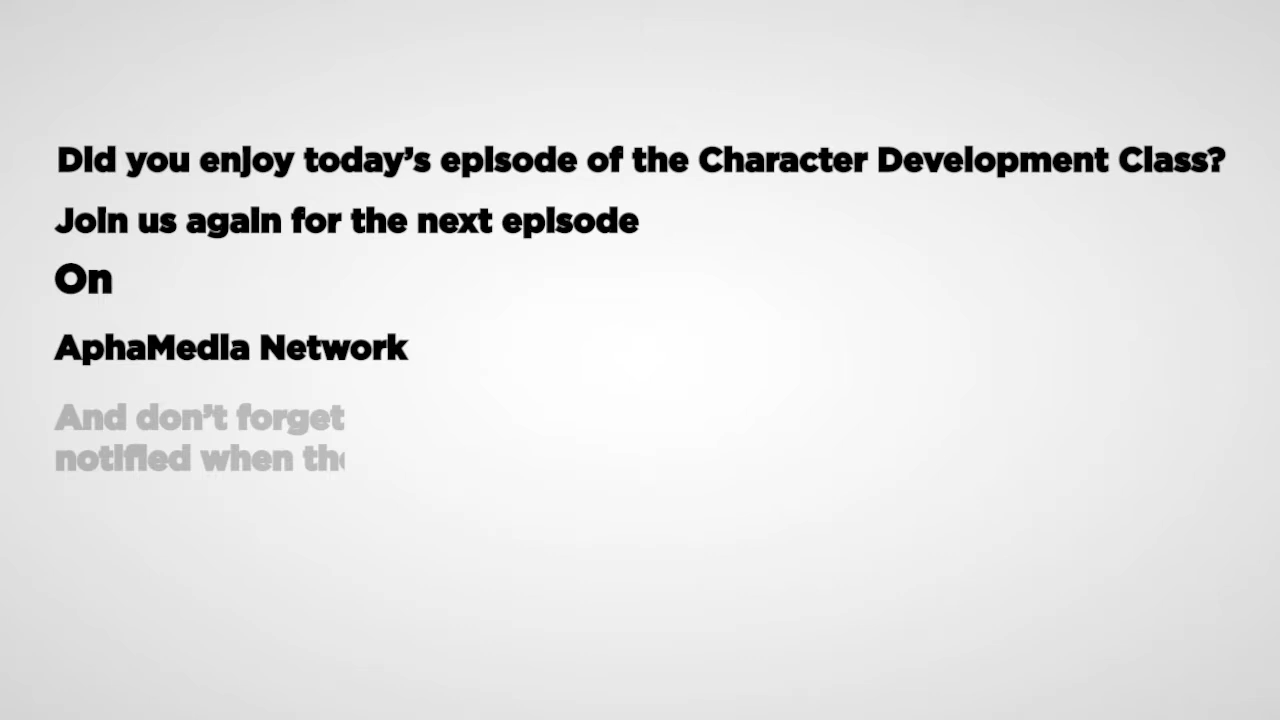 Did you enjoy today’s episode of the Character Development Class?
Join us again for the next episode
On
AphaMedia Network
And don’t forget
notified when the